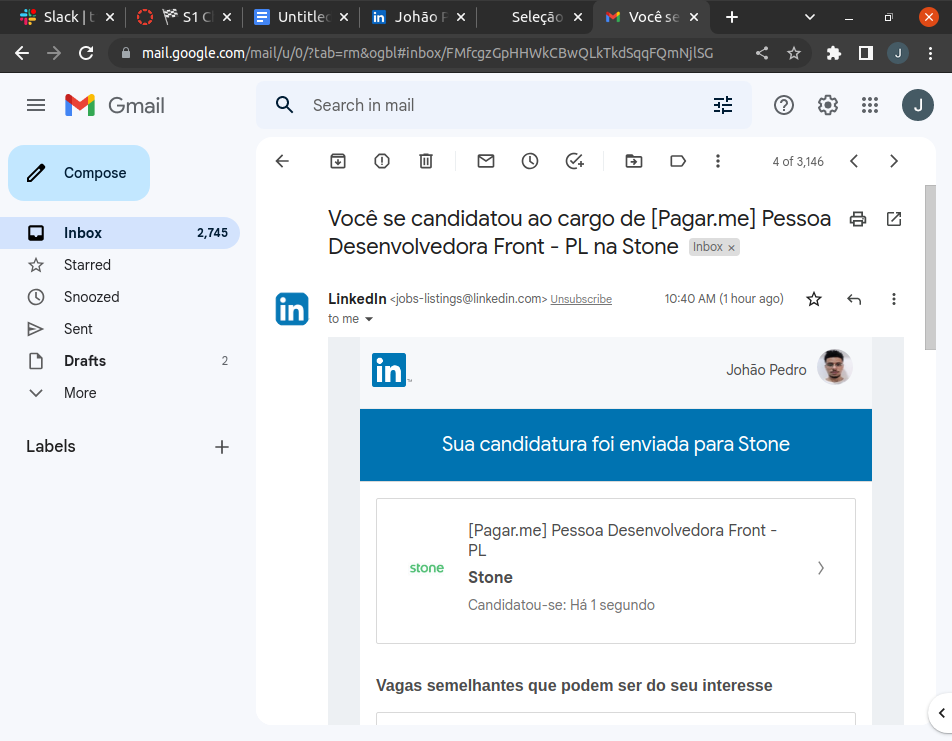 Slack | t
S1 C
Untitlec
Johão P
Seleção
Você se
mail.google.com/mail/u/0/?tab=rm&ogbl#inbox/FMfcgzGpHHWkCBwQLkTkdSqqFQmNjlSG
J
Gmail
Search in mail
J
Compose
4 of 3,146
Inbox 2,745
Starred
Snoozed
Sent
Drafts 2
More
Labels
Você se candidatou ao cargo de [Pagar.me] Pessoa
Desenvolvedora Front - PL na Stone Inbox x
LinkedIn <jobs-listings@linkedin.com> Unsubscribe 10:40 AM (1 hour ago)
to me
in Johão Pedro
Sua candidatura foi enviada para Stone
[Pagar.me] Pessoa Desenvolvedora Front -
PL
stone
Stone
Candidatou-se: Há 1 segundo
Vagas semelhantes que podem ser do seu interesse